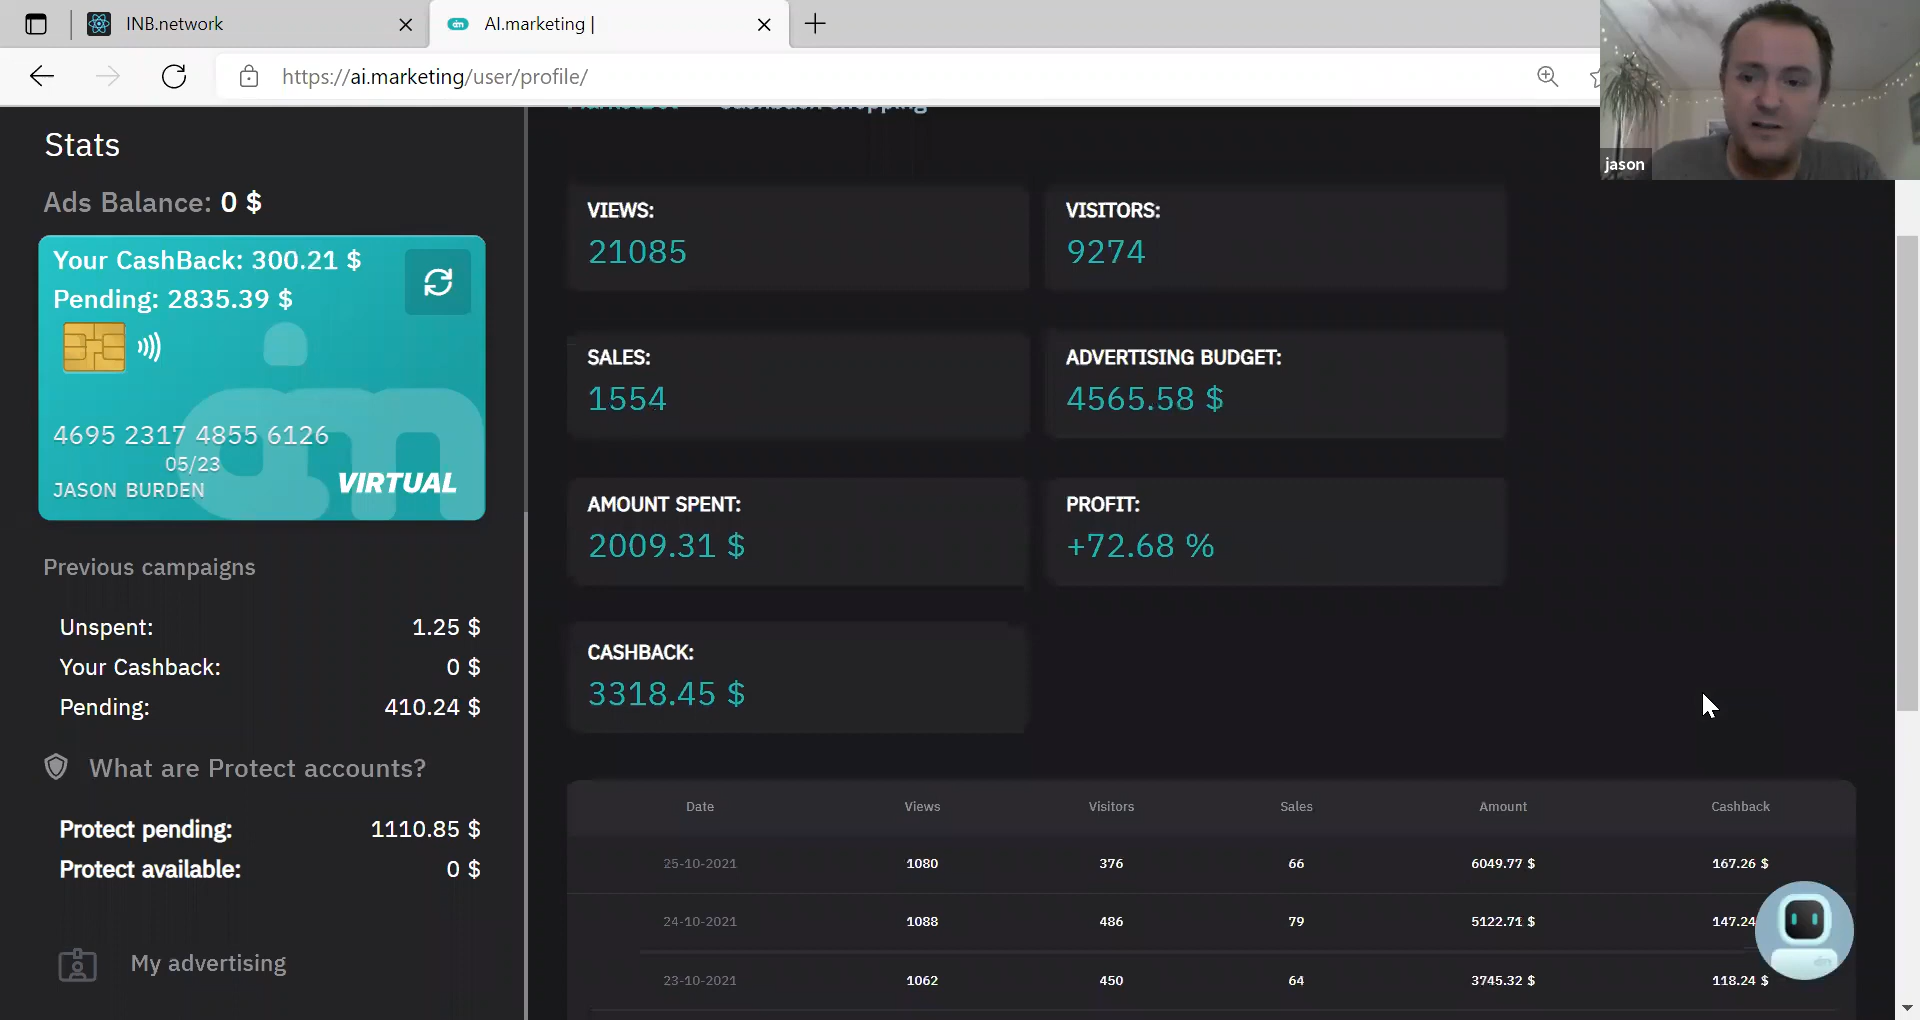 INB.network
AI.marketing |
https://ai.marketing/user/profile/
jason
Stats
Ads Balance: 0 $
Your CashBack: 300.21 $
Pending: 2835.39 $
4695 2317 4855 6126
05/23
JASON BURDEN
VIRTUAL
Previous campaigns
Unspent: 1.25 $
Your Cashback: 0 $
Pending: 410.24 $
What are Protect accounts?
Protect pending: 1110.85 $
Protect available: 0 $
My advertising
MarketBot Cashback shopping
VIEWS:
21085
VISITORS:
9274
SALES:
1554
ADVERTISING BUDGET:
4565.58 $
AMOUNT SPENT:
2009.31 $
PROFIT:
+72.68 %
CASHBACK:
3318.45 $
Date Views Visitors Sales Amount Cashback
25-10-2021 1080 376 66 6049.77 $ 167.26 $
24-10-2021 1088 486 79 5122.71 $ 147.24
23-10-2021 1062 450 64 3745.32 $ 118.24 $